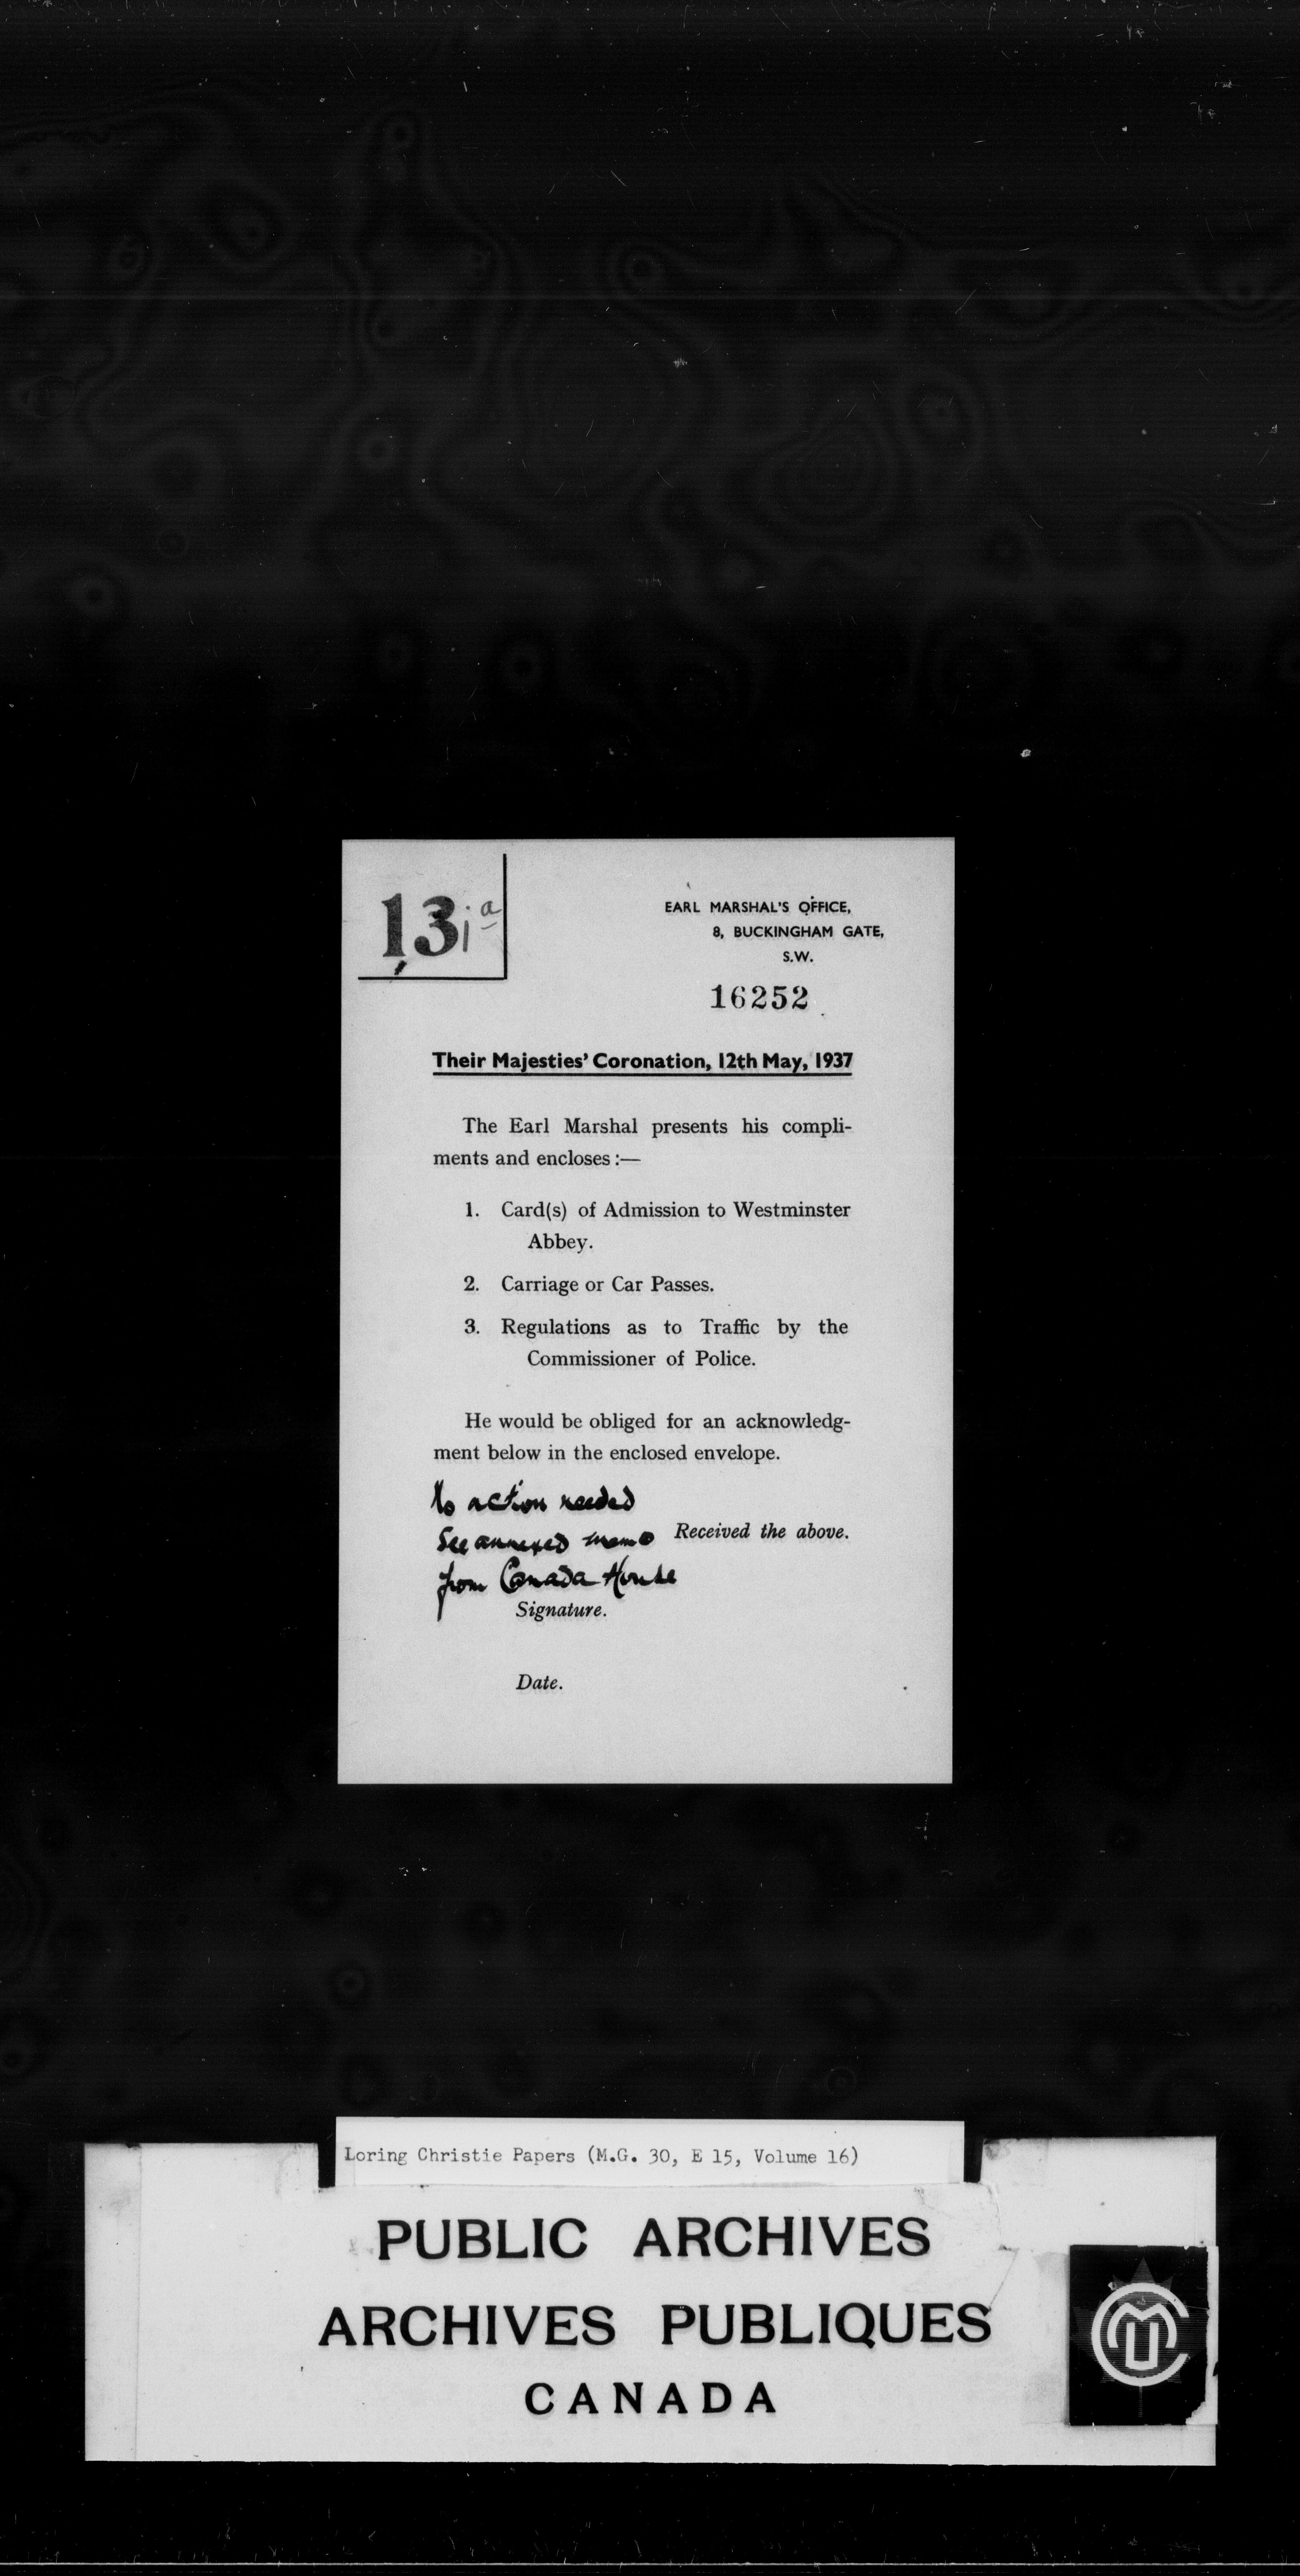 13 i a
EARL MARSHAL'S OFFICE,
8, BUCKINGHAM GATE,
S.W.
16252
Their Majesties' Coronation, 12th May, 1937
The Earl Marshal presents his compli-
ments and encloses :—
1. Card(s) of Admission to Westminster
Abbey.
2. Carriage or Car Passes.
3. Regulations as to Traffic by the
Commissioner of Police.
He would be obliged for an acknowledg-
ment below in the enclosed envelope.
No action needed
See annexed memo
Received the above.
from Canada House
Signature.
Date.
Loring Christie Papers (M.G. 30, E 15, Volume 16)
PUBLIC ARCHIVES
ARCHIVES PUBLIQUES
CANADA